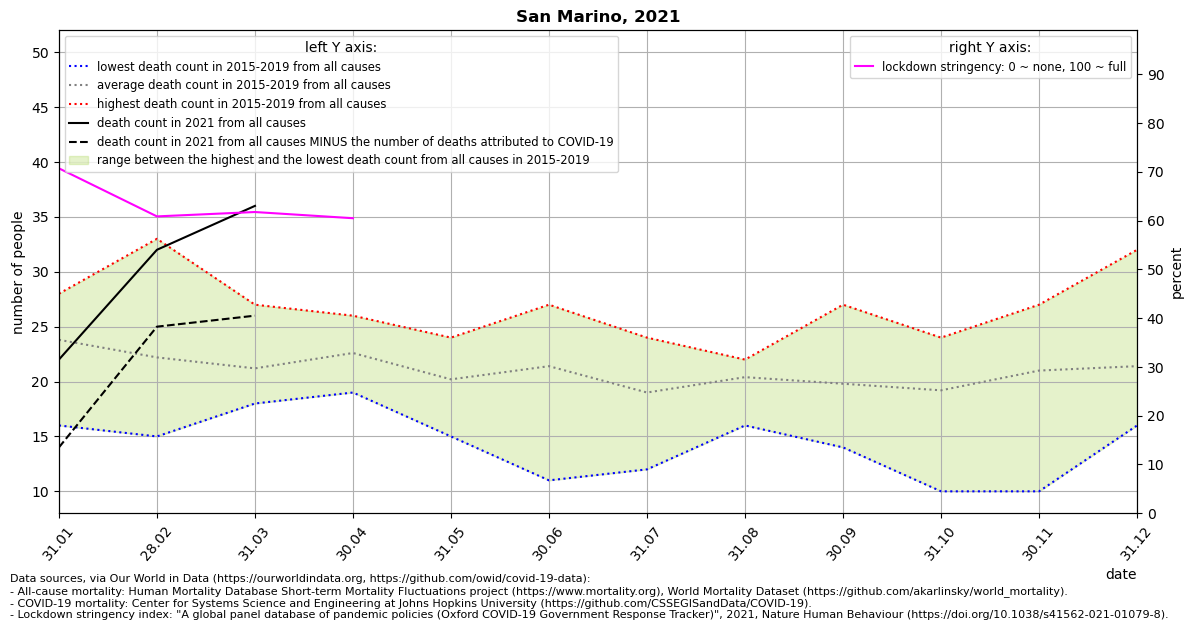 San Marino, 2021
left Y axis:
lowest death count in 2015-2019 from all causes
average death count in 2015-2019 from all causes
highest death count in 2015-2019 from all causes
death count in 2021 from all causes
death count in 2021 from all causes MINUS the number of deaths attributed to COVID-19
range between the highest and the lowest death count from all causes in 2015-2019
right Y axis:
lockdown stringency: 0 ~ none, 100 ~ full
number of people
50
45
40
35
30
25
20
15
10
percent
90
80
70
60
50
40
30
20
10
0
31.01
28.02
31.03
30.04
31.05
30.06
31.07
31.08
30.09
31.10
30.11
31.12
date
Data sources, via Our World in Data (https://ourworldindata.org, https://github.com/owid/covid-19-data):
- All-cause mortality: Human Mortality Database Short-term Mortality Fluctuations project (https://www.mortality.org), World Mortality Dataset (https://github.com/akarlinsky/world_mortality).
- COVID-19 mortality: Center for Systems Science and Engineering at Johns Hopkins University (https://github.com/CSSEGISandData/COVID-19).
- Lockdown stringency index: "A global panel database of pandemic policies (Oxford COVID-19 Government Response Tracker)", 2021, Nature Human Behaviour (https://doi.org/10.1038/s41562-021-01079-8).